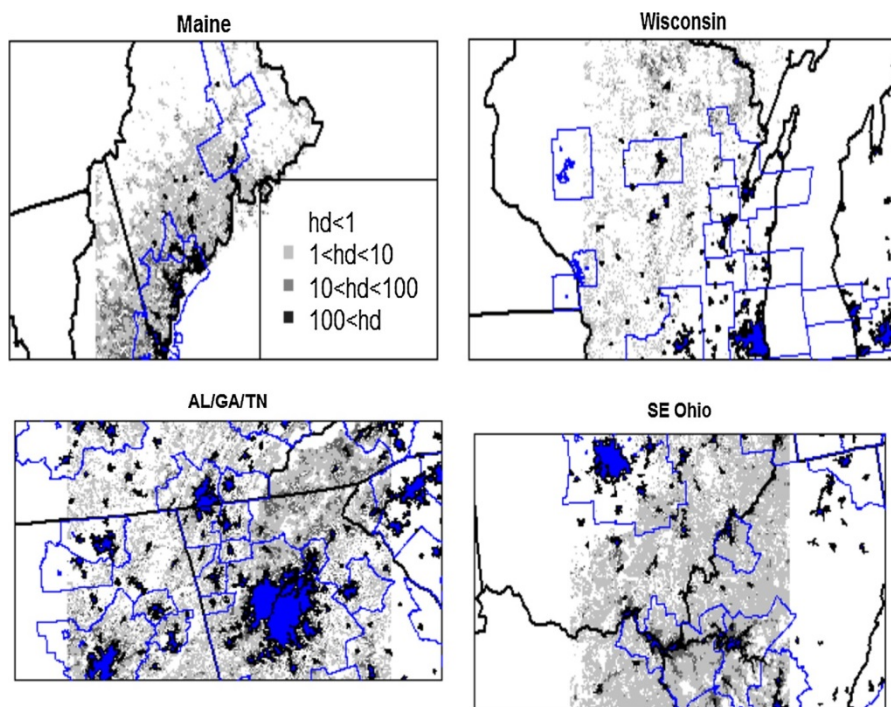 Maine
Wisconsin
hd<1
1<hd<10
10<hd<100
100<hd
AL/GA/TN
SE Ohio